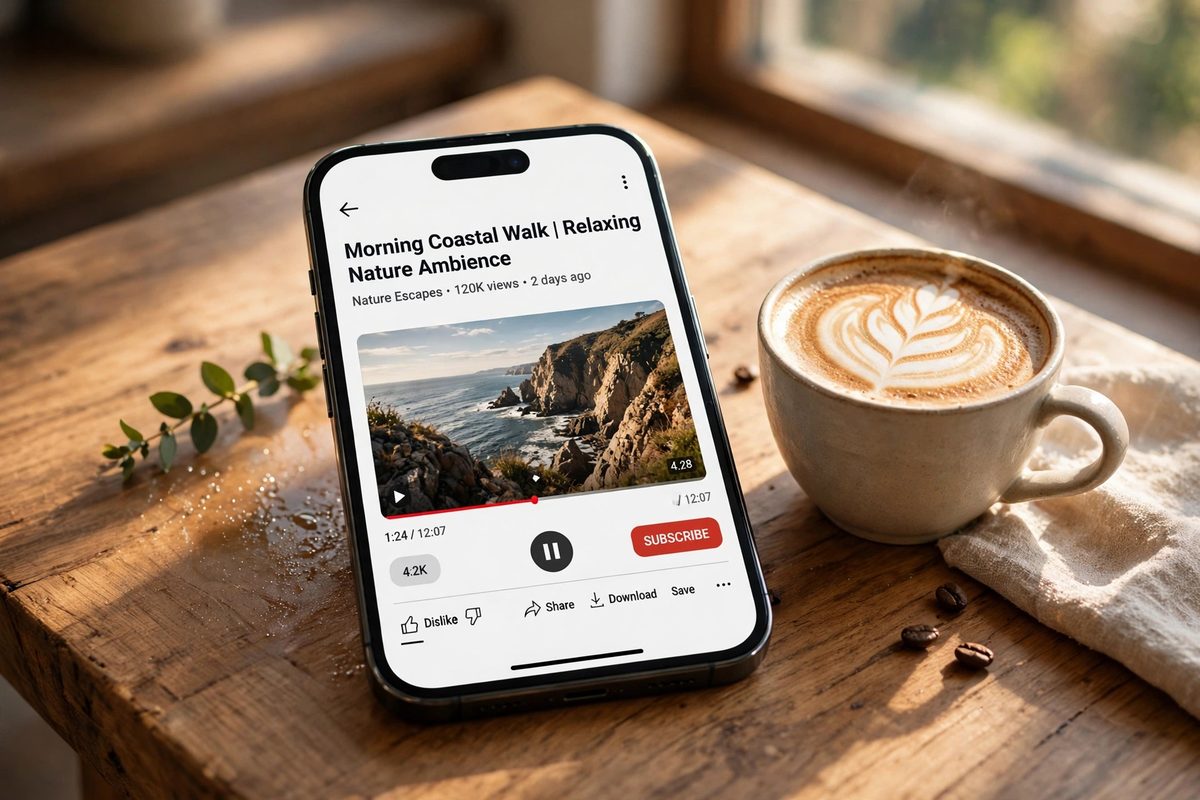 Morning Coastal Walk | Relaxing
Nature Ambience
Nature Escapes • 120K views • 2 days ago
4.28
1:24 / 12:07
/ 12:07
4.2K
SUBSCRIBE
Dislike
Share
Download
Save